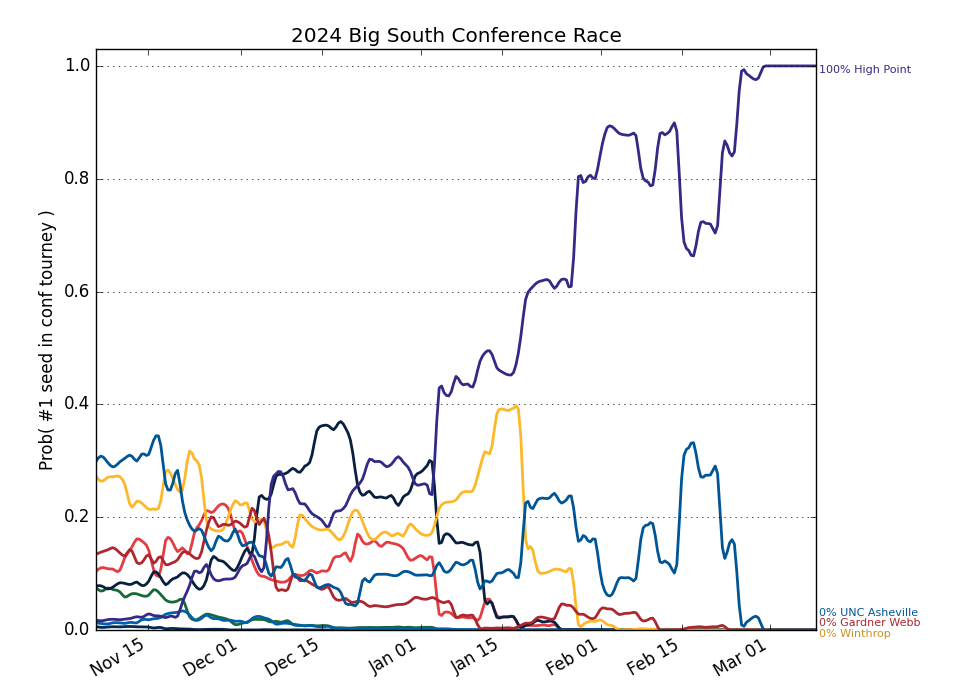 2024 Big South Conference Race
1.0
0.8
0.6
0.4
0.2
0.0
Prob( #1 seed in conf tourney )
Nov 15
Dec 01
Dec 15
Jan 01
Jan 15
Feb 01
Feb 15
Mar 01
100% High Point
0% UNC Asheville
0% Gardner Webb
0% Winthrop